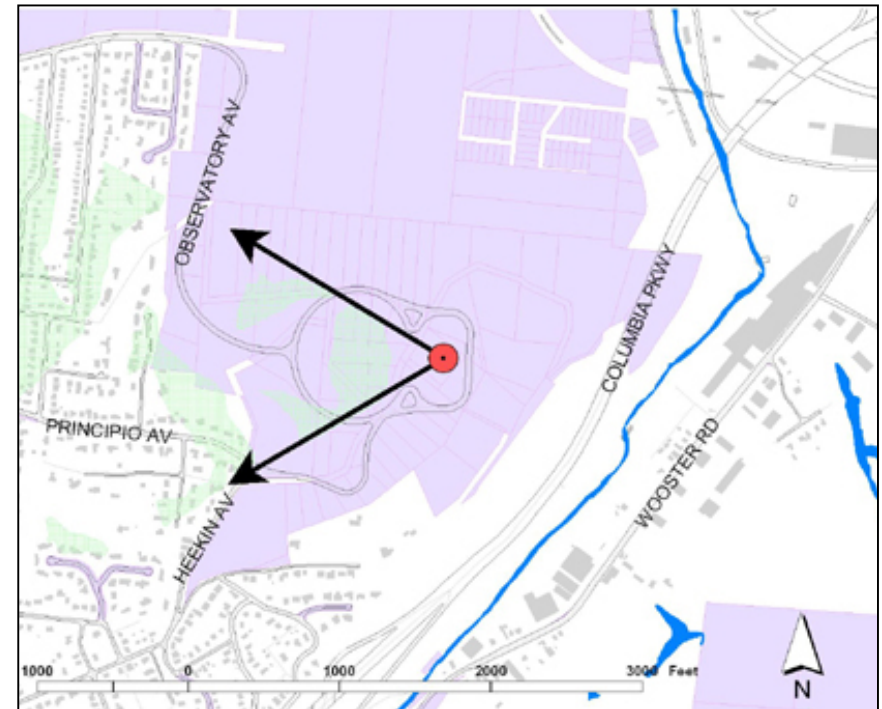 OBSERVATORY AV
COLUMBIA PKWY
PRINCIPIO AV
WOOSTER RD
HEEKIN AV
1000 0 1000 2000 3000 Feet
N